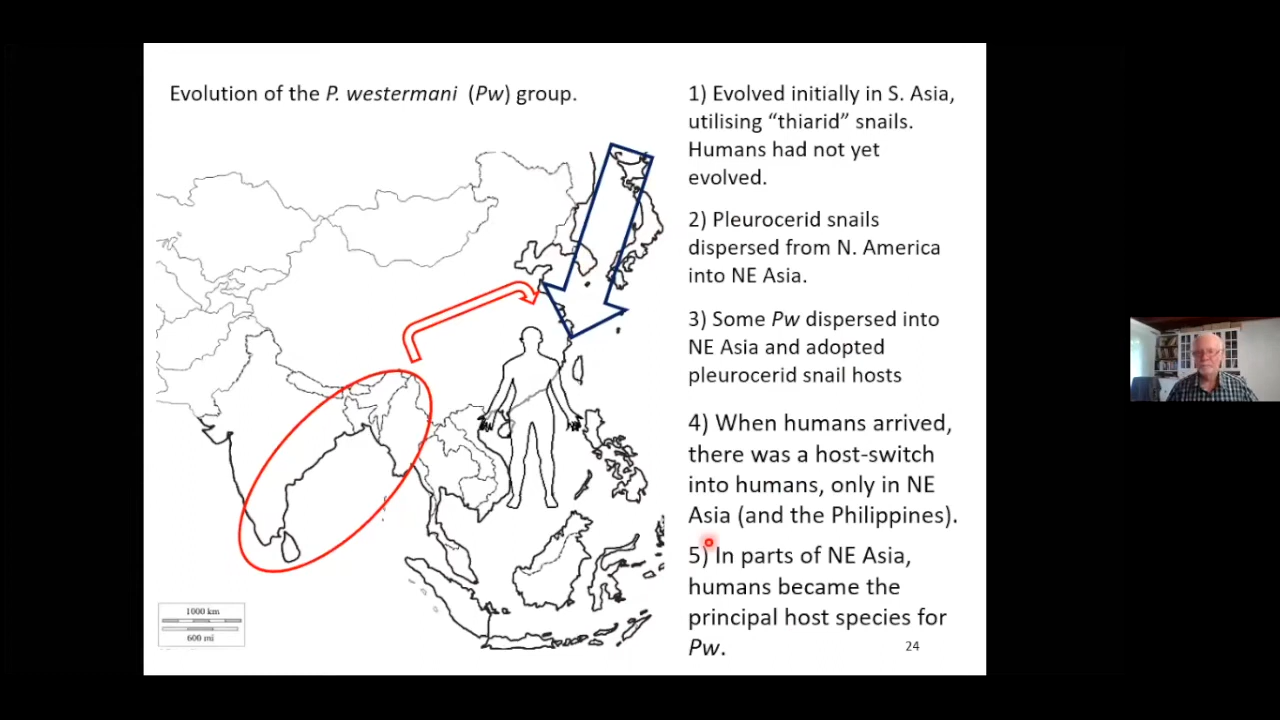 Evolution of the P. westermani (Pw) group.
1) Evolved initially in S. Asia,
utilising “thiarid” snails.
Humans had not yet
evolved.
2) Pleurocerid snails
dispersed from N. America
into NE Asia.
3) Some Pw dispersed into
NE Asia and adopted
pleurocerid snail hosts
4) When humans arrived,
there was a host-switch
into humans, only in NE
Asia (and the Philippines).
5) In parts of NE Asia,
humans became the
principal host species for
Pw.
1000 km
600 mi
24